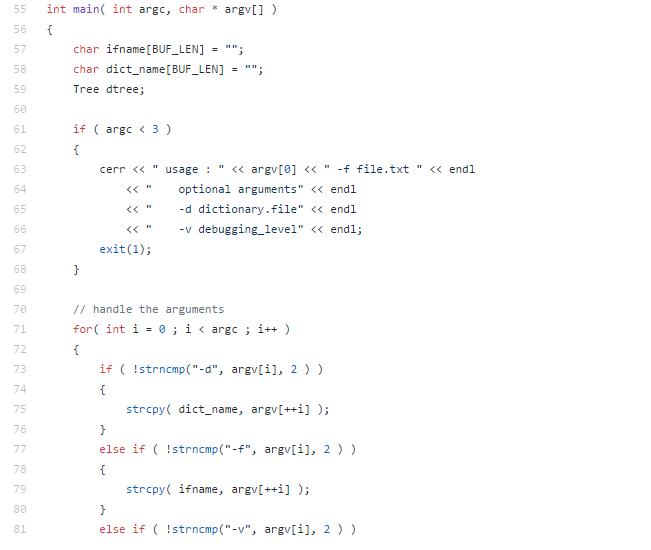 55 int main( int argc, char * argv[] )
56 {
57     char ifname[BUF_LEN] = "";
58     char dict_name[BUF_LEN] = "";
59     Tree dtree;
60
61     if ( argc < 3 )
62     {
63         cerr << " usage : " << argv[0] << " -f file.txt " << endl
64             << "    optional arguments" << endl
65             << "    -d dictionary.file" << endl
66             << "    -v debugging_level" << endl;
67         exit(1);
68     }
69
70     // handle the arguments
71     for( int i = 0 ; i < argc ; i++ )
72     {
73         if ( !strncmp("-d", argv[i], 2 ) )
74         {
75             strcpy( dict_name, argv[++i] );
76         }
77         else if ( !strncmp("-f", argv[i], 2 ) )
78         {
79             strcpy( ifname, argv[++i] );
80         }
81         else if ( !strncmp("-v", argv[i], 2 ) )